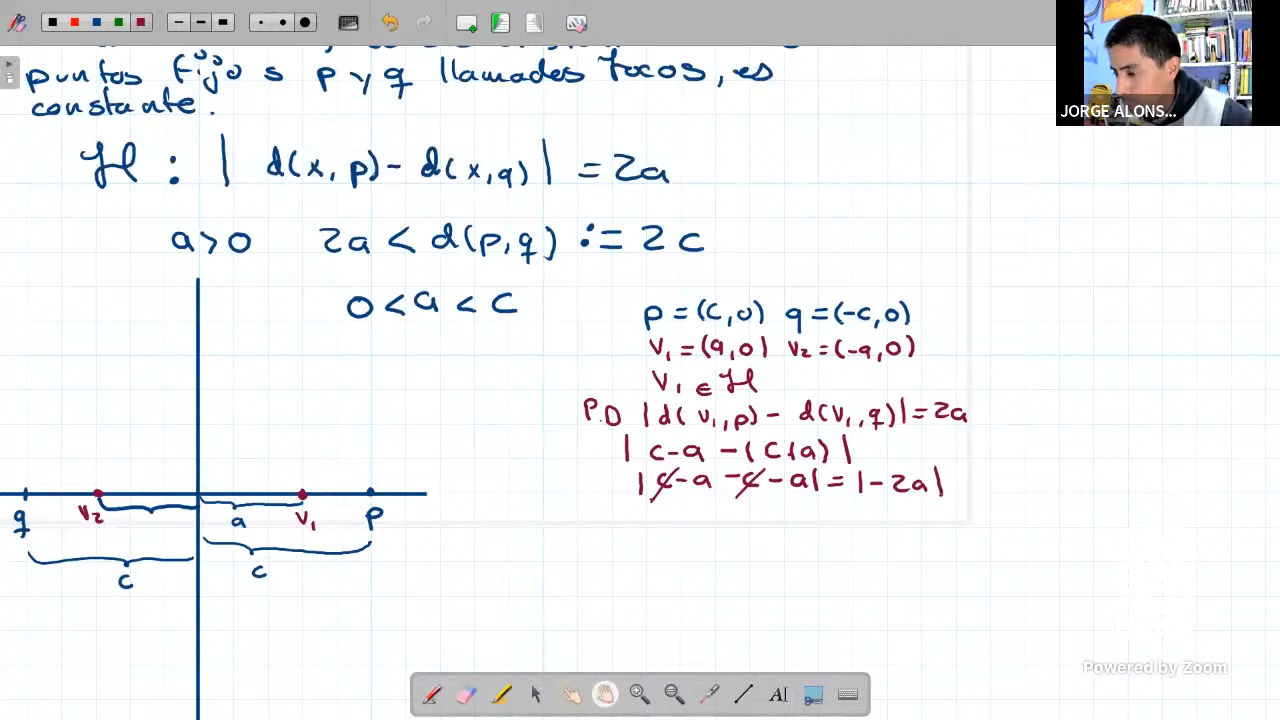 puntos fijos p y q llamados focos, es
constante.
H : | d(x, p) - d(x, q) | = 2a
a > 0 2a < d(p, q) := 2c
0 < a < c
p = (c, 0) q = (-c, 0)
V₁ = (a, 0) V₂ = (-a, 0)
V₁ ∈ H
P.D |d(V₁, p) - d(V₁, q)| = 2a
| c - a - (c + a) |
| c - a - c - a| = |- 2a|
q V₂ a V₁ p
c c
JORGE ALONS...
AI
Powered by Zoom